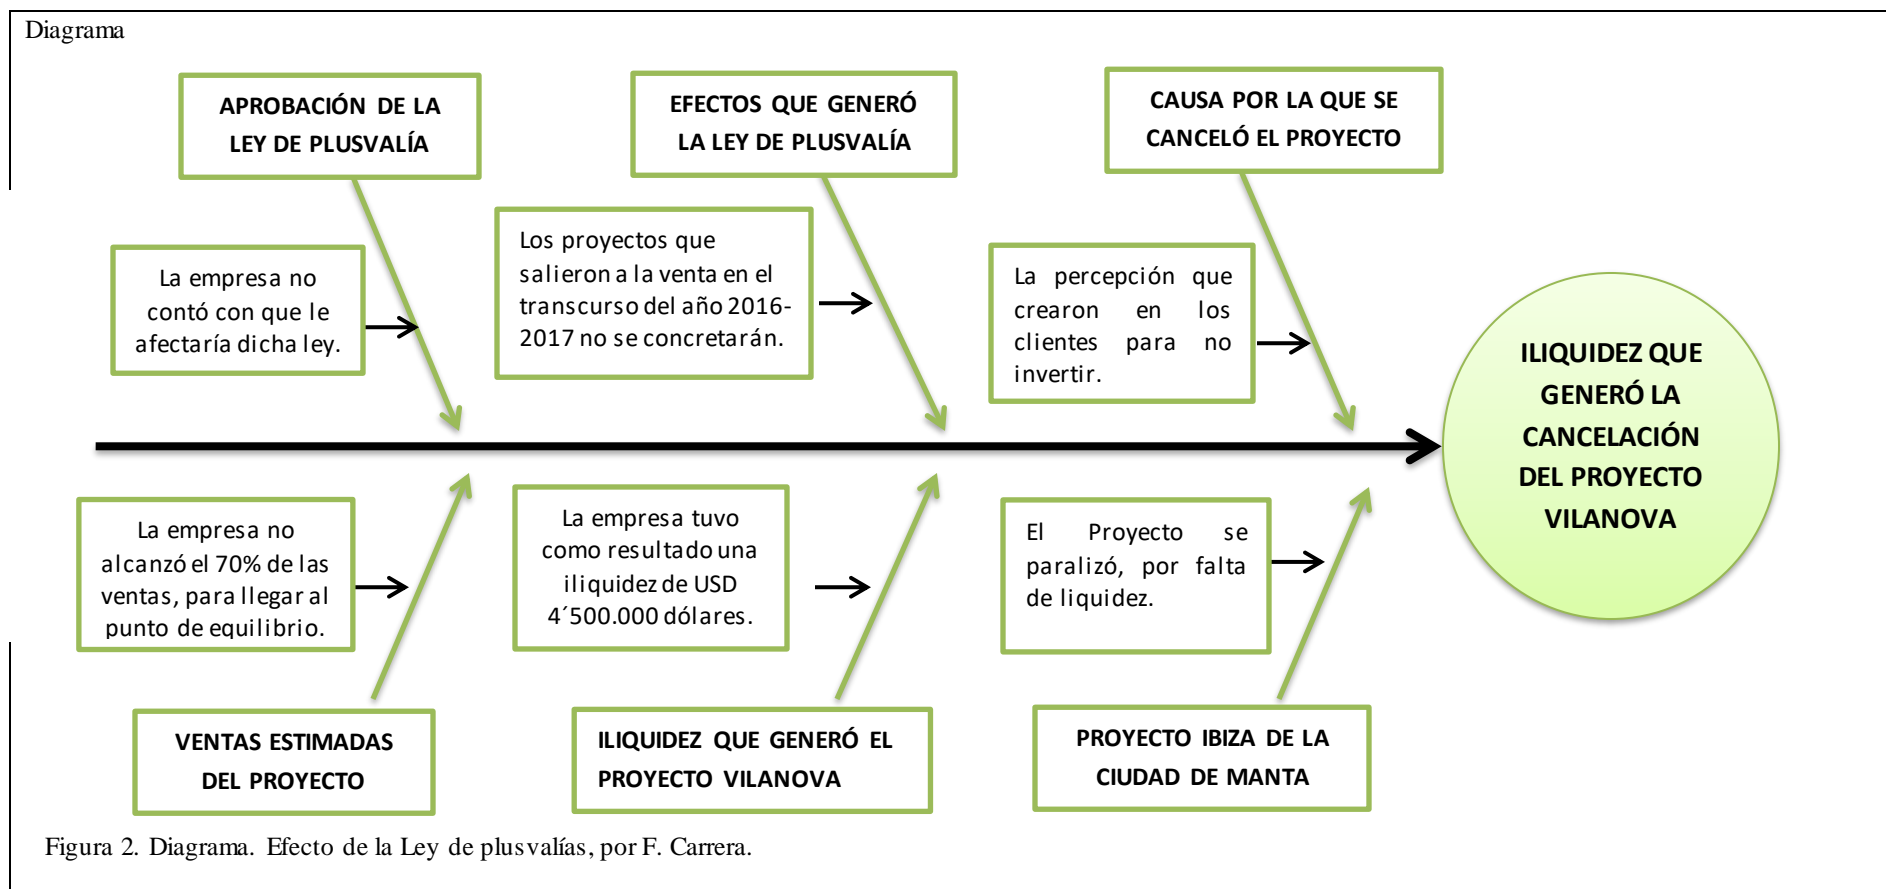 Diagrama
APROBACIÓN DE LA
LEY DE PLUSVALÍA
EFECTOS QUE GENERÓ
LA LEY DE PLUSVALÍA
CAUSA POR LA QUE SE
CANCELÓ EL PROYECTO
La empresa no
contó con que le
afectaría dicha ley.
Los proyectos que
salieron a la venta en el
transcurso del año 2016-
2017 no se concretarán.
La percepción que
crearon en los
clientes para no
invertir.
ILIQUIDEZ QUE
GENERÓ LA
CANCELACIÓN
DEL PROYECTO
VILANOVA
La empresa no
alcanzó el 70% de las
ventas, para llegar al
punto de equilibrio.
La empresa tuvo
como resultado una
iliquidez de USD
4´500.000 dólares.
El Proyecto se
paralizó, por falta
de liquidez.
VENTAS ESTIMADAS
DEL PROYECTO
ILIQUIDEZ QUE GENERÓ EL
PROYECTO VILANOVA
PROYECTO IBIZA DE LA
CIUDAD DE MANTA
Figura 2. Diagrama. Efecto de la Ley de plusvalías, por F. Carrera.